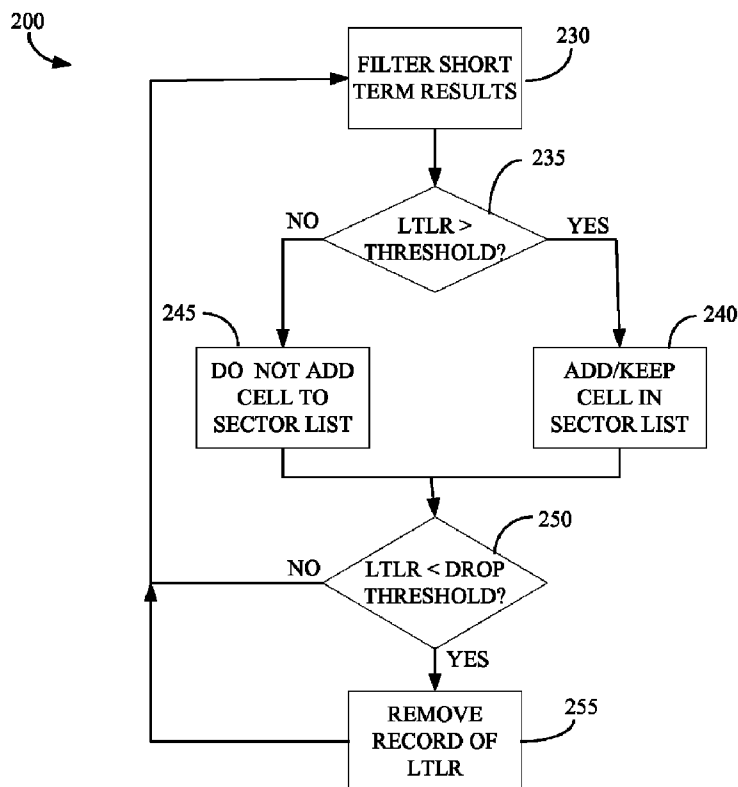 200
FILTER SHORT
TERM RESULTS
230
235
NO
LTLR >
THRESHOLD?
YES
245
240
DO NOT ADD
CELL TO
SECTOR LIST
ADD/KEEP
CELL IN
SECTOR LIST
250
NO
LTLR < DROP
THRESHOLD?
YES
REMOVE
RECORD OF
LTLR
255